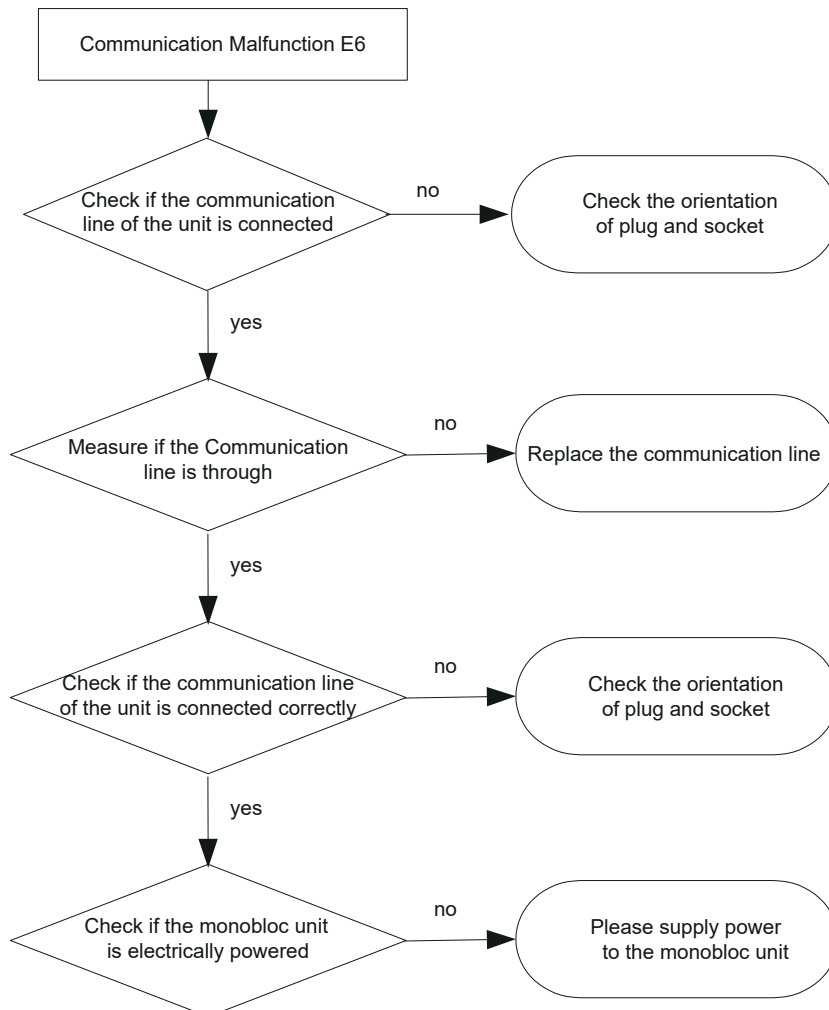 Communication Malfunction E6
Check if the communication
line of the unit is connected
no
Check the orientation
of plug and socket
yes
Measure if the Communication
line is through
no
Replace the communication line
yes
Check if the communication line
of the unit is connected correctly
no
Check the orientation
of plug and socket
yes
Check if the monobloc unit
is electrically powered
no
Please supply power
to the monobloc unit